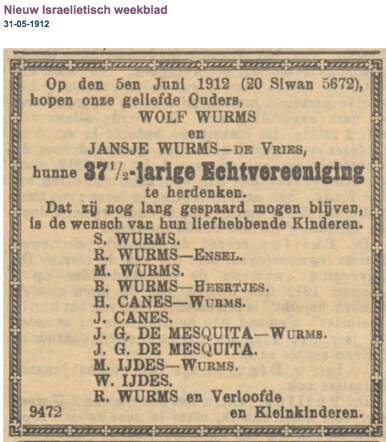 Nieuw Israelietisch weekblad
31-05-1912
Op den 5en Juni 1912 (20 Siwan 5672),
hopen onze geliefde Ouders,
WOLF WURMS
en
JANSJE WURMS—DE VRIES,
hunne 37½-jarige Echtvereeniging
te herdenken.
Dat zij nog lang gespaard mogen blijven,
is de wensch van hun liefhebbende Kinderen.
S. WURMS.
R. WURMS—ENSEL.
M. WURMS.
B. WURMS—HEERTJES.
H. CANES—WURMS.
J. CANES.
J. G. DE MESQUITA—WURMS.
J. G. DE MESQUITA.
M. IJDES—WURMS.
W. IJDES.
R. WURMS en Verloofde
9472 en Kleinkinderen.